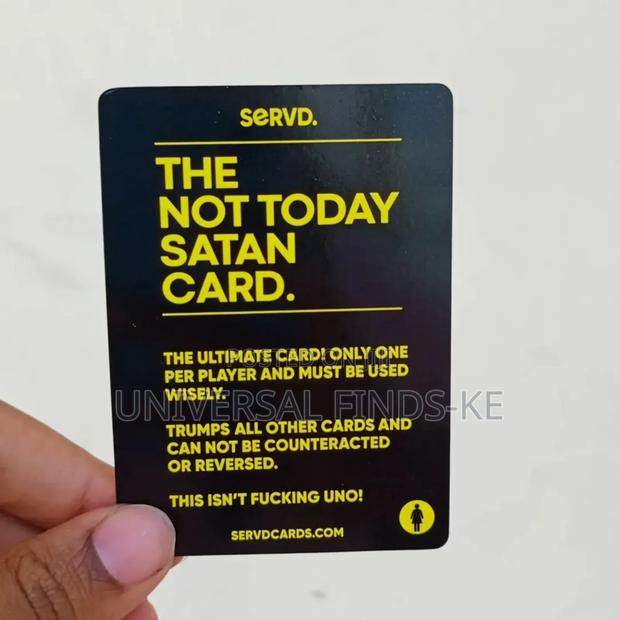 SeRVD.
THE
NOT TODAY
SATAN
CARD.
THE ULTIMATE CARD! ONLY ONE
POSTED ON
PER PLAYER AND MUST BE USED
WISELY.
UNIVERSAL FINDS-KE
TRUMPS ALL OTHER CARDS AND
CAN NOT BE COUNTERACTED
OR REVERSED.
THIS ISN'T FUCKING UNO!
SERVDCARDS.COM